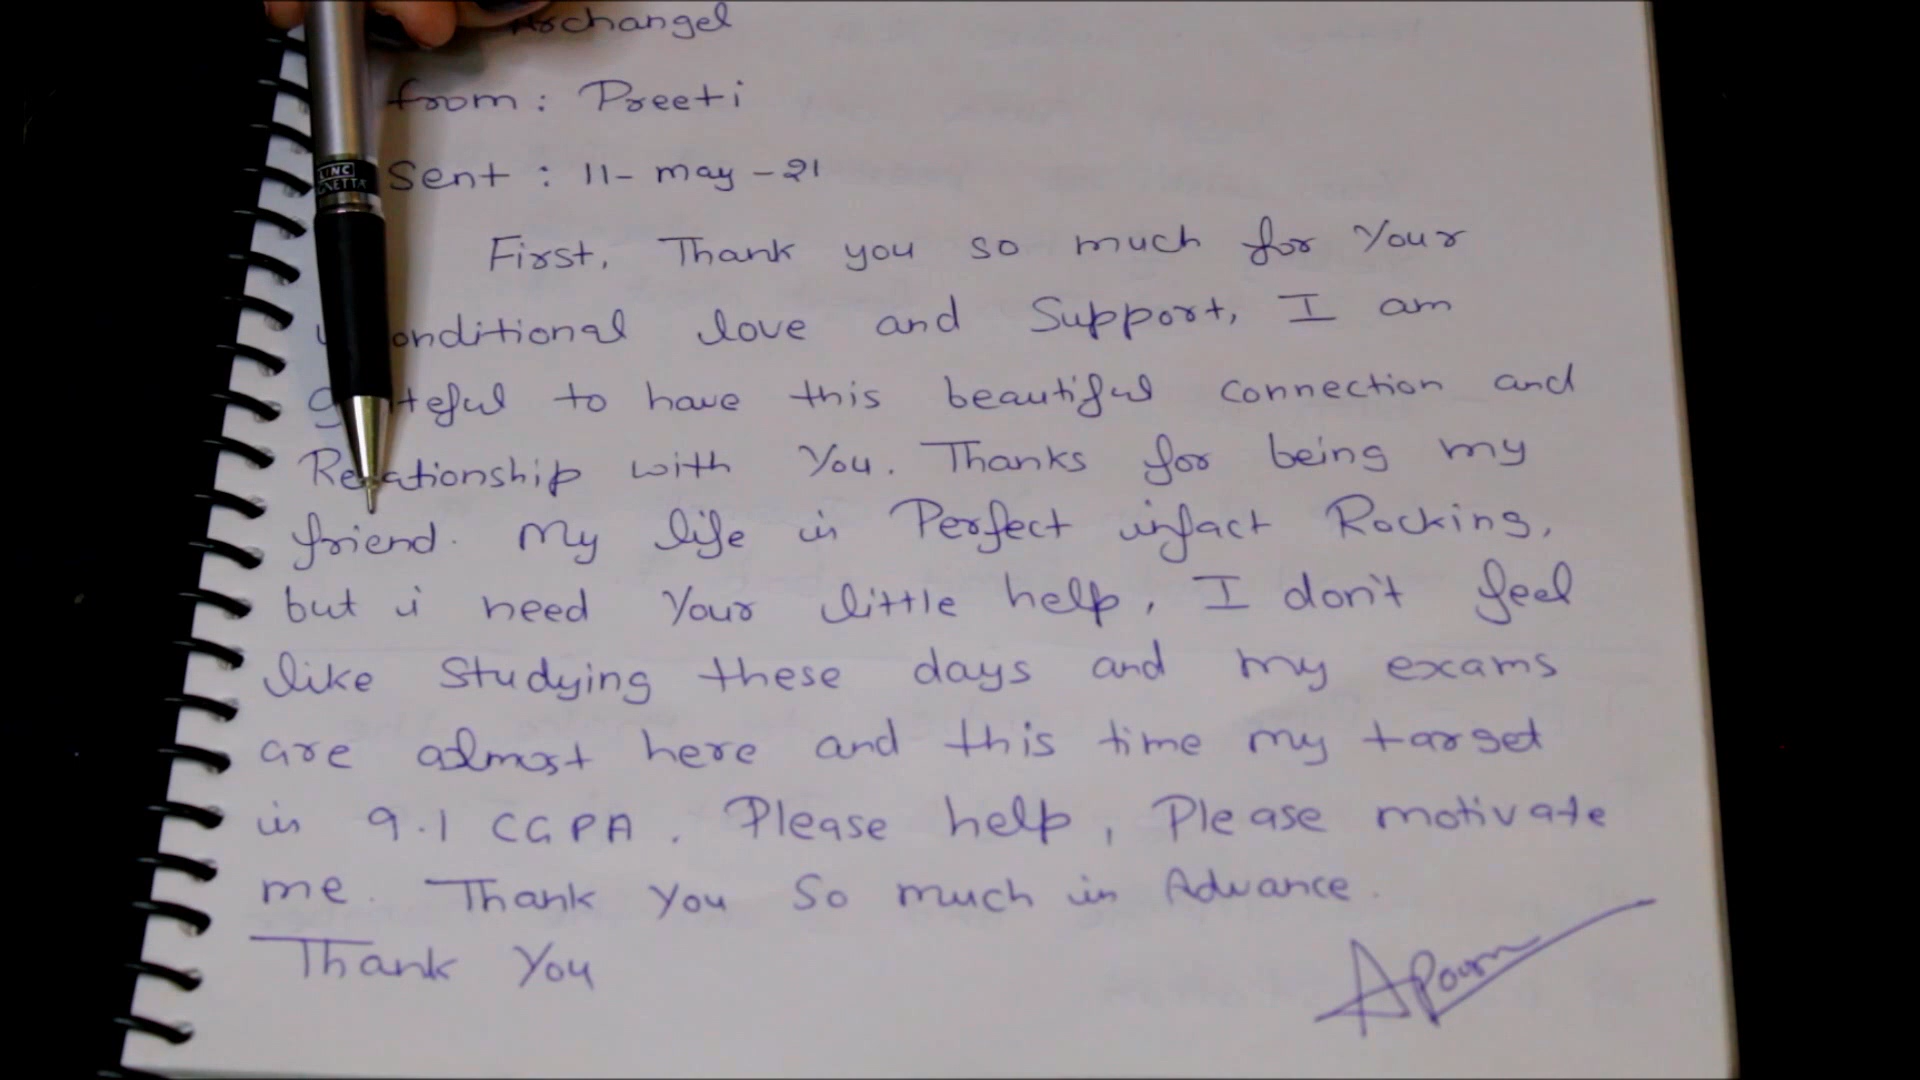 Archangel
from: Preeti
Sent: 11-may-21
First, Thank you so much for Your
onditional love and Support, I am
g teful to have this beautiful connection and
Relationship with You. Thanks for being my
friend. My life is Perfect infact Rocking,
but i need Your little help, I don't feel
like studying these days and my exams
are almost here and this time my target
is 9.1 CGPA. Please help, Please motivate
me. Thank You So much in Advance.
Thank You
LINC